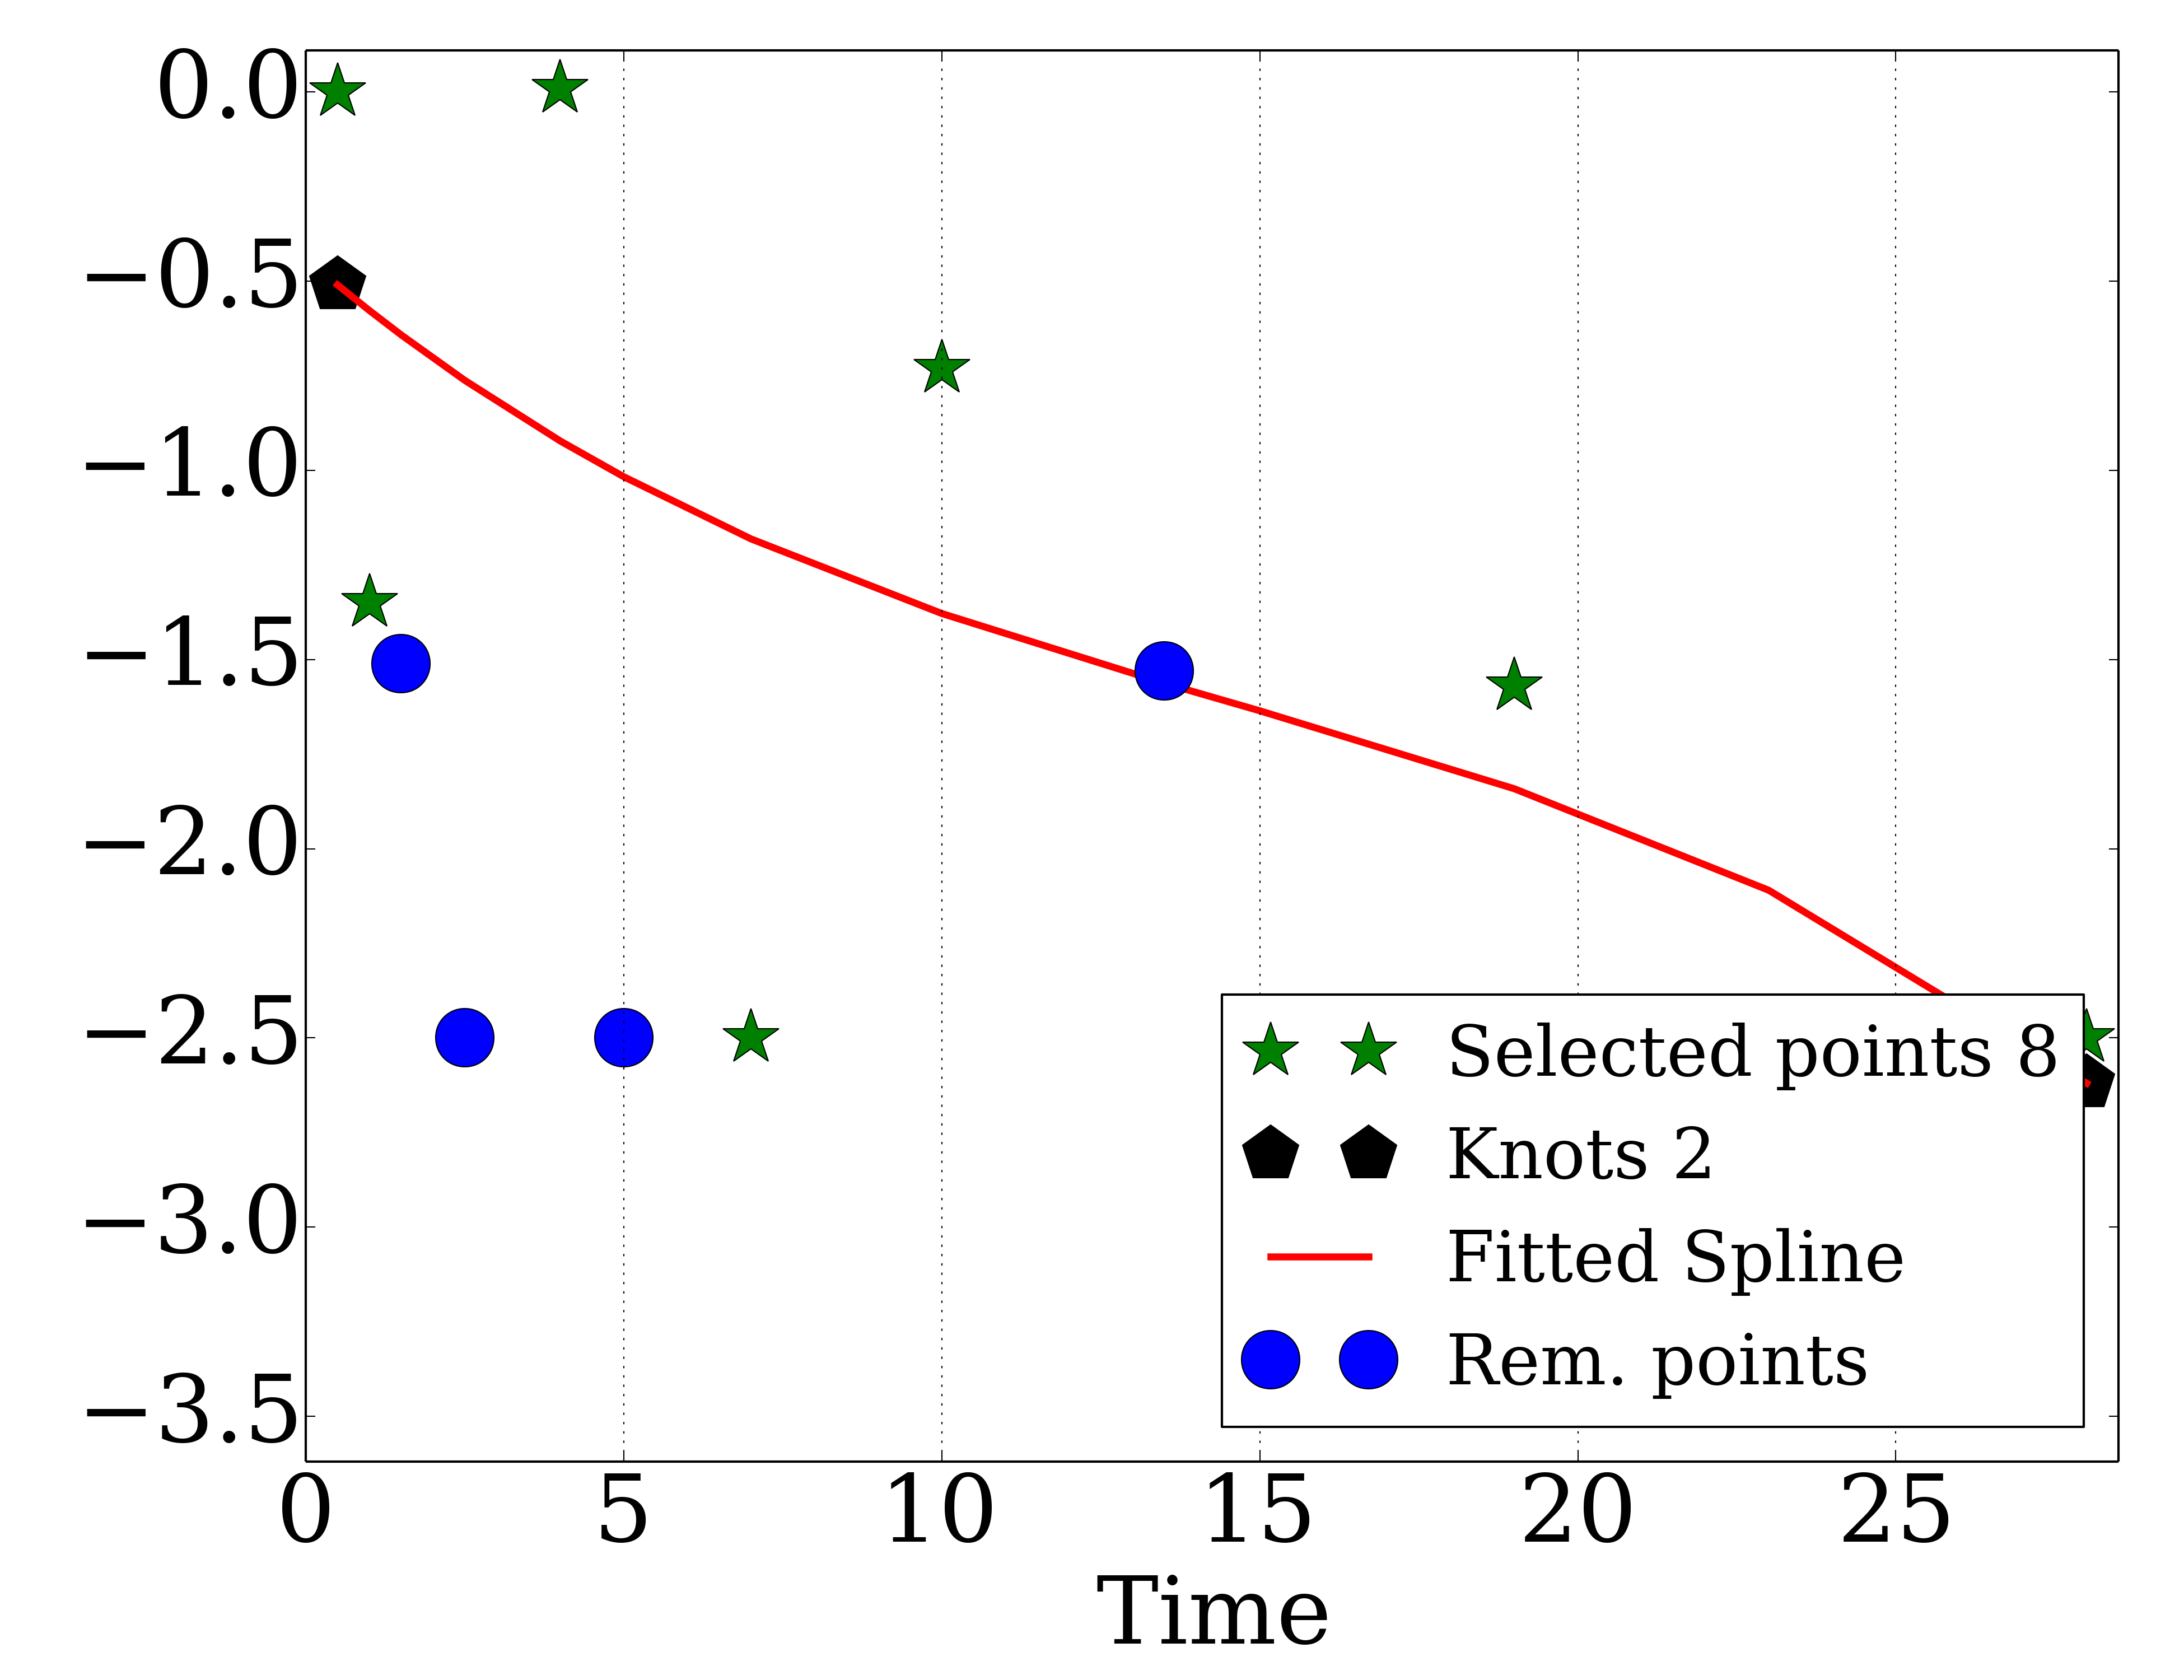 0.0
−0.5
−1.0
−1.5
−2.0
−2.5
−3.0
−3.5
Selected points 8
Knots 2
Fitted Spline
Rem. points
0 5 10 15 20 25
Time